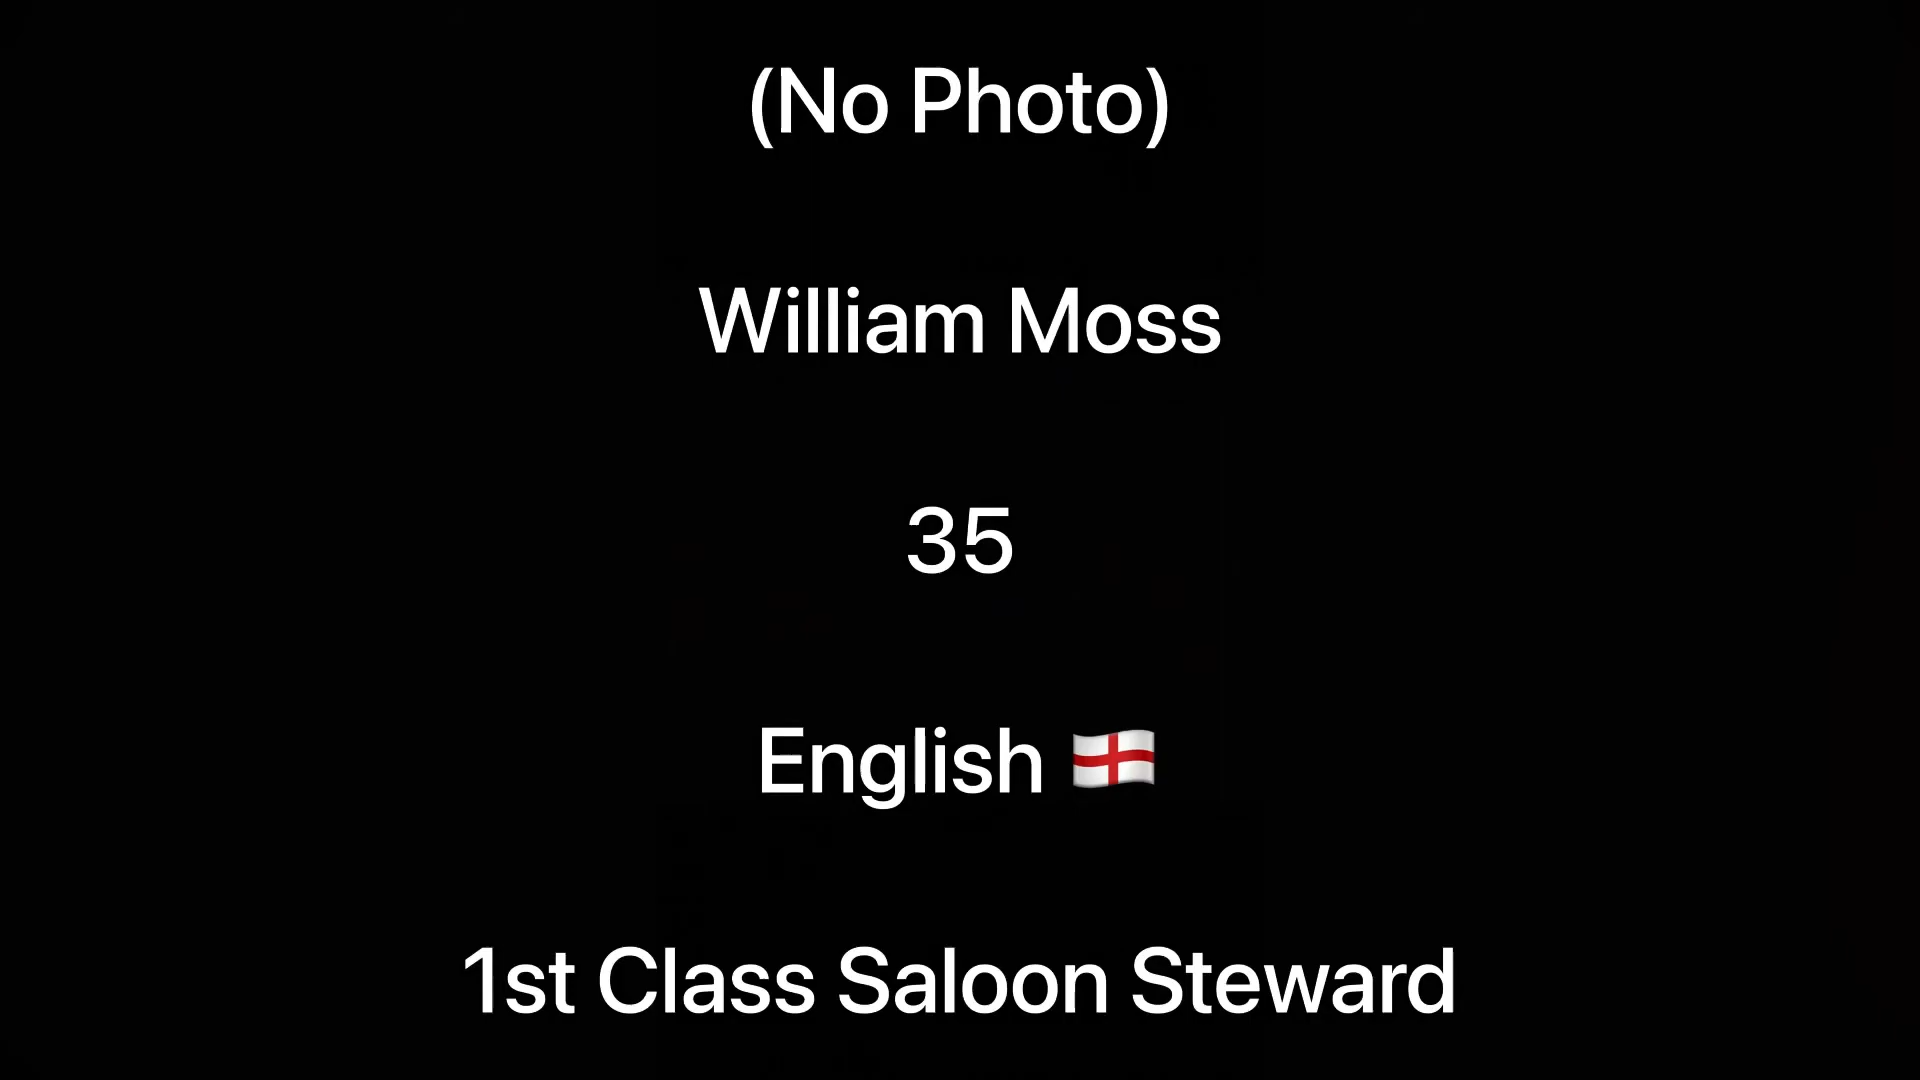 (No Photo)
William Moss
35
English 🏴󠁧󠁢󠁥󠁮󠁧󠁿
1st Class Saloon Steward